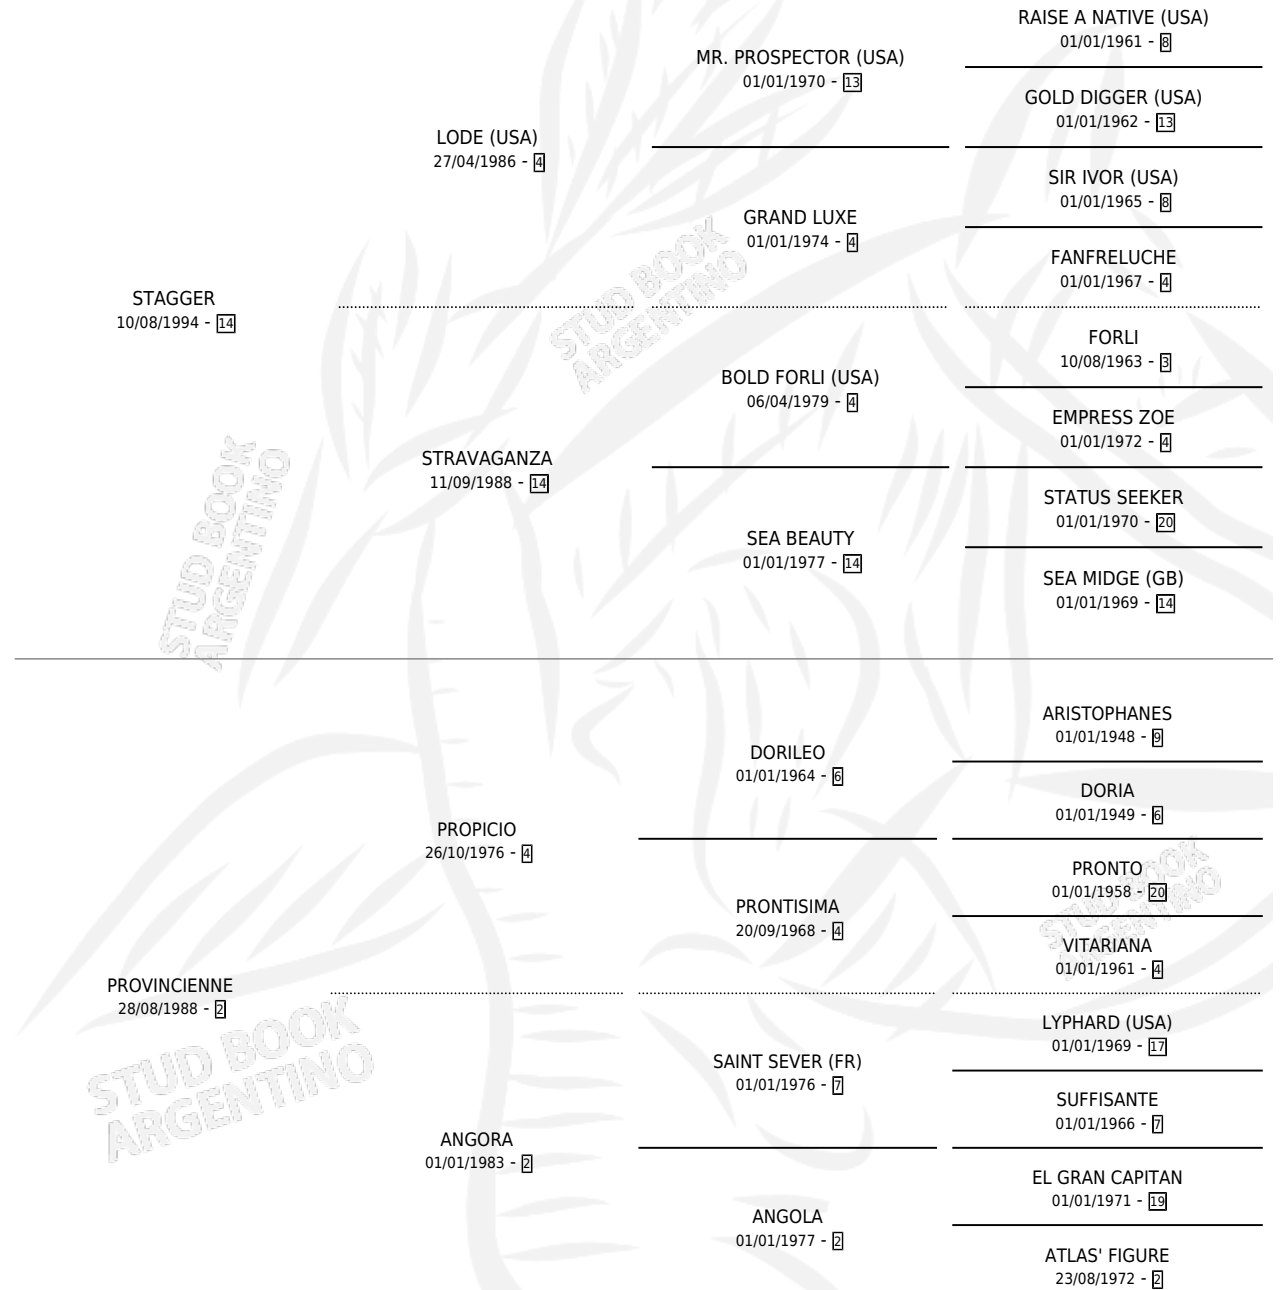 RAISE A NATIVE (USA)
01/01/1961 - 8
MR. PROSPECTOR (USA)
01/01/1970 - 13
GOLD DIGGER (USA)
01/01/1962 - 13
LODE (USA)
27/04/1986 - 4
SIR IVOR (USA)
01/01/1965 - 8
GRAND LUXE
01/01/1974 - 4
FANFRELUCHE
01/01/1967 - 4
STAGGER
10/08/1994 - 14
FORLI
10/08/1963 - 3
BOLD FORLI (USA)
06/04/1979 - 4
EMPRESS ZOE
01/01/1972 - 4
STRAVAGANZA
11/09/1988 - 14
STATUS SEEKER
01/01/1970 - 20
SEA BEAUTY
01/01/1977 - 14
SEA MIDGE (GB)
01/01/1969 - 14
STUD BOOK
ARGENTINO
STUD BOOK
ARGENTINO
ARISTOPHANES
01/01/1948 - 9
DORILEO
01/01/1964 - 6
DORIA
01/01/1949 - 6
PROPICIO
26/10/1976 - 4
PRONTO
01/01/1958 - 20
PRONTISIMA
20/09/1968 - 4
VITARIANA
01/01/1961 - 4
PROVINCIENNE
28/08/1988 - 2
LYPHARD (USA)
01/01/1969 - 17
SAINT SEVER (FR)
01/01/1976 - 7
SUFFISANTE
01/01/1966 - 7
ANGORA
01/01/1983 - 2
EL GRAN CAPITAN
01/01/1971 - 19
ANGOLA
01/01/1977 - 2
ATLAS' FIGURE
23/08/1972 - 2
STUD BOOK
ARGENTINO
STUD BOOK
ARGENTINO